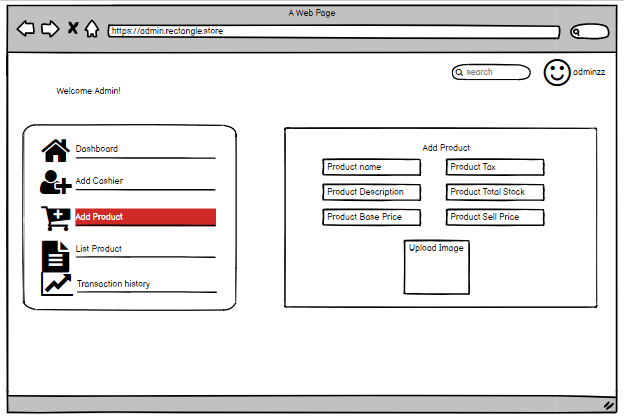 A Web Page
https://admin.rectangle.store
search
adminzz
Welcome Admin!
Dashboard
Add Cashier
Add Product
List Product
Transaction history
Add Product
Product name
Product Tax
Product Description
Product Total Stock
Product Base Price
Product Sell Price
Upload Image